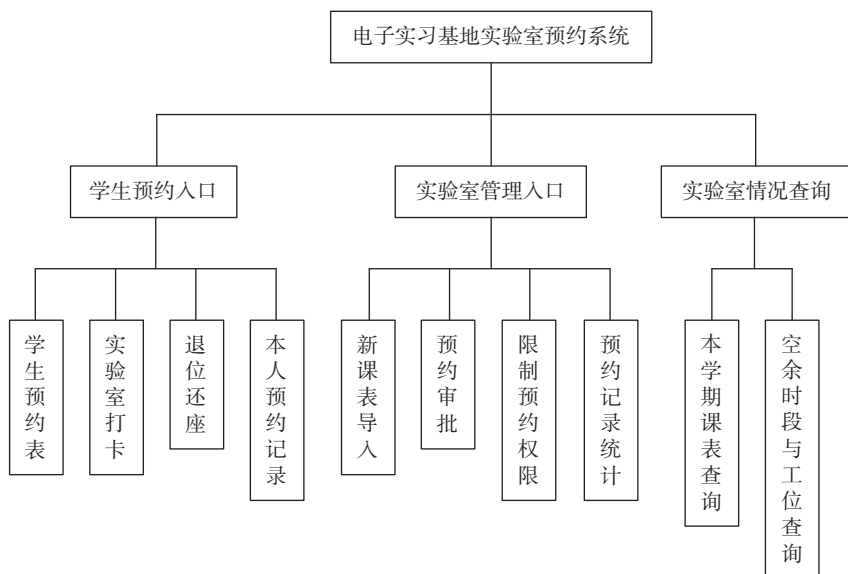 电子实习基地实验室预约系统
学生预约入口
实验室管理入口
实验室情况查询
学生预约表
实验室打卡
退位还座
本人预约记录
新课表导入
预约审批
限制预约权限
预约记录统计
本学期课表查询
空余时段与工位查询